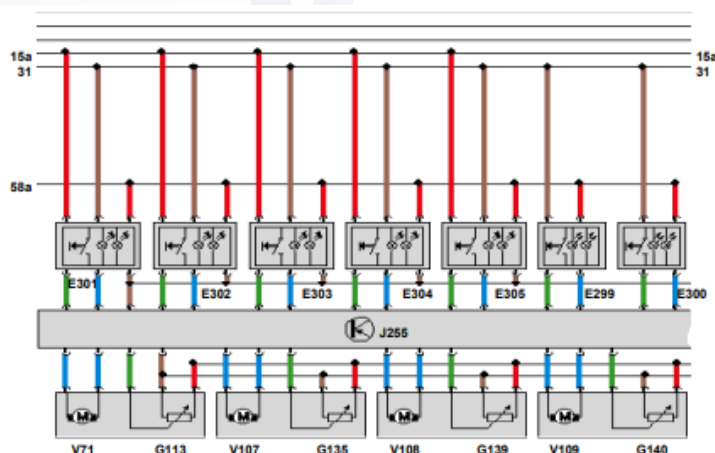 15a 15a
31 31
58a
E301 E302 E303 E304 E305 E299 E300
J255
M M M M
V71 G113 V107 G135 V108 G139 V109 G140